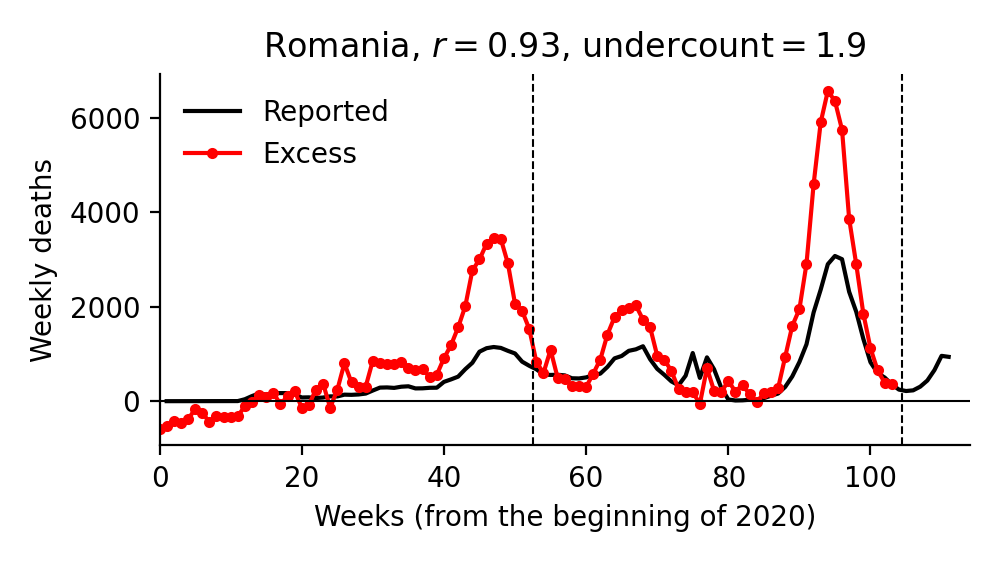 Romania, r = 0.93, undercount = 1.9
Reported
Excess
6000
4000
2000
0
Weekly deaths
0 20 40 60 80 100
Weeks (from the beginning of 2020)